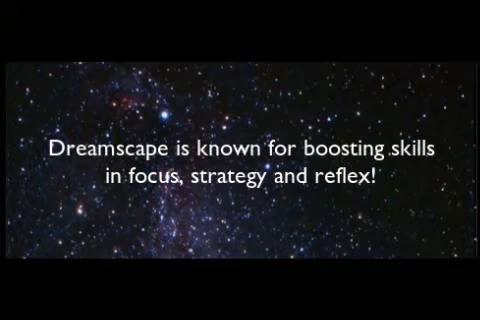 Dreamscape is known for boosting skills
in focus, strategy and reflex!